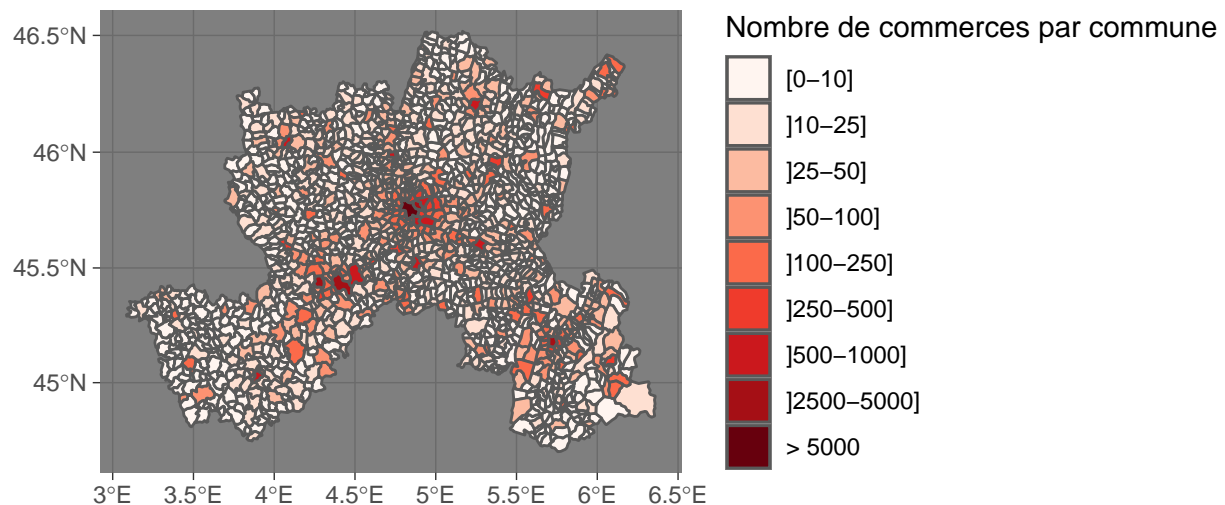 Nombre de commerces par commune
[0–10]
]10–25]
]25–50]
]50–100]
]100–250]
]250–500]
]500–1000]
]2500–5000]
> 5000
46.5°N
46°N
45.5°N
45°N
3°E 3.5°E 4°E 4.5°E 5°E 5.5°E 6°E 6.5°E